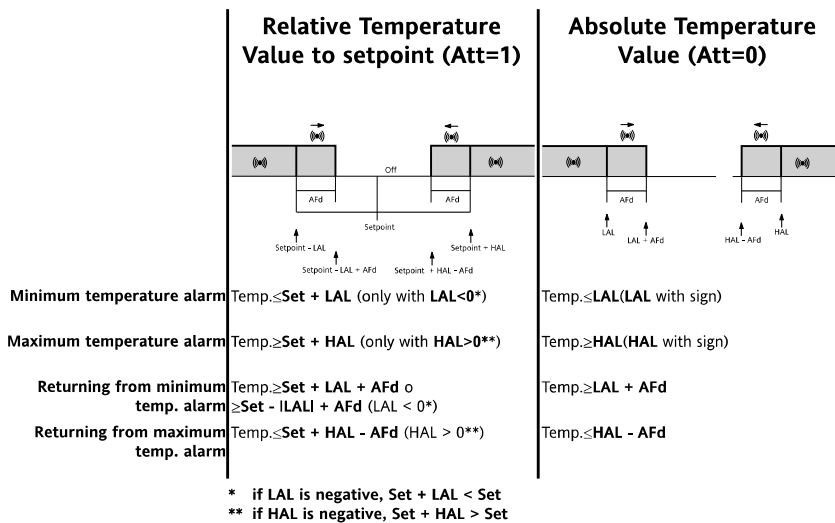 Relative Temperature
Value to setpoint (Att=1)
Absolute Temperature
Value (Att=0)
Off
AFd
AFd
Setpoint
Setpoint – LAL
Setpoint – LAL + AFd
Setpoint + HAL - AFd
Setpoint + HAL
AFd
AFd
LAL
LAL + AFd
HAL – AFd
HAL
Minimum temperature alarm Temp.≤Set + LAL (only with LAL<0*) Temp.≤LAL(LAL with sign)
Maximum temperature alarm Temp.≥Set + HAL (only with HAL>0**) Temp.≥HAL(HAL with sign)
Returning from minimum Temp.≥Set + LAL + AFd o Temp.≥LAL + AFd
temp. alarm ≥Set - |LAL| + AFd (LAL < 0*)
Returning from maximum Temp.≤Set + HAL - AFd (HAL > 0**) Temp.≤HAL - AFd
temp. alarm
* if LAL is negative, Set + LAL < Set
** if HAL is negative, Set + HAL > Set